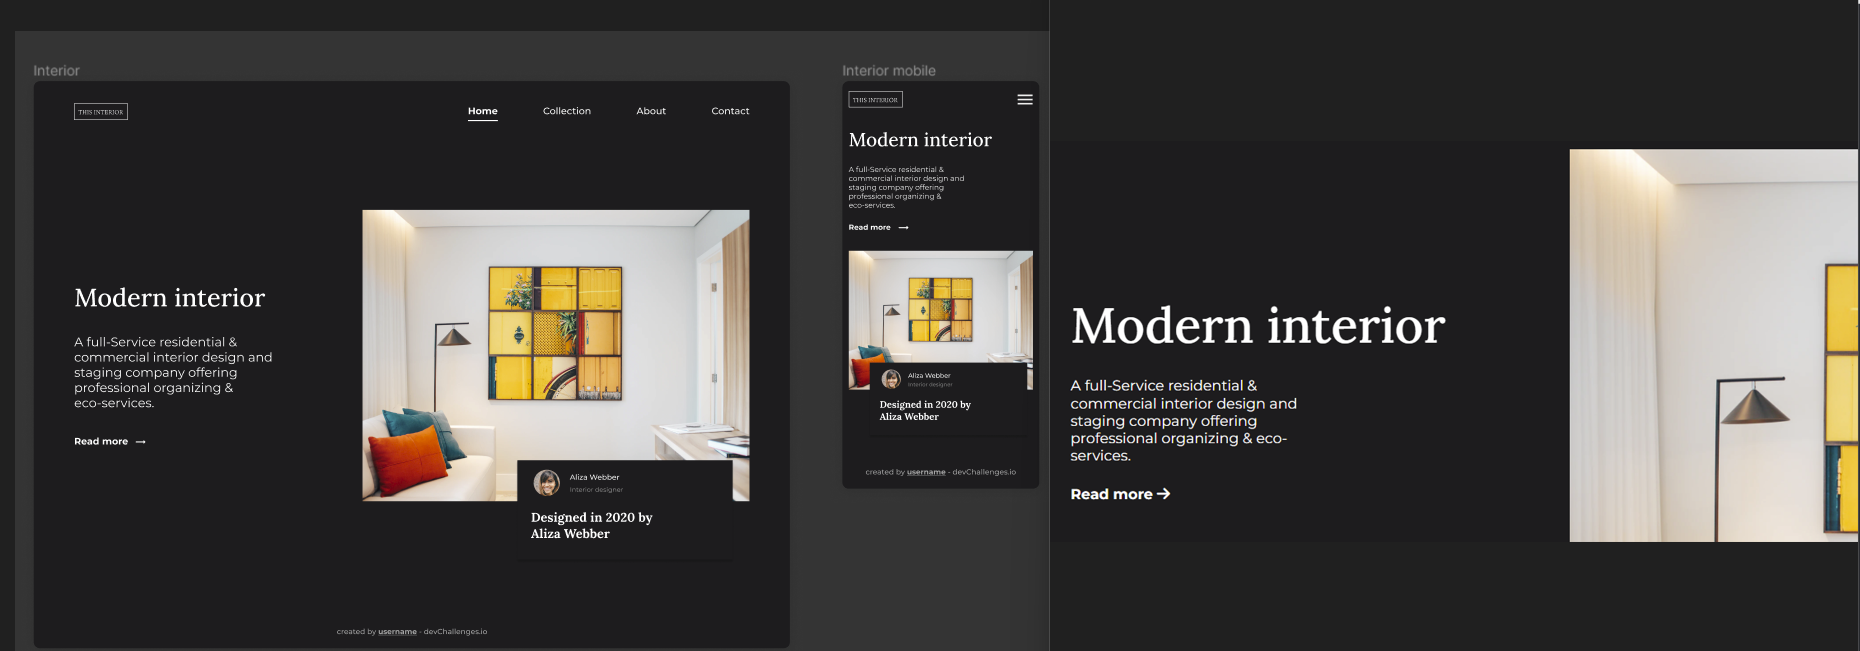 Interior
THIS INTERIOR
Home Collection About Contact
Modern interior
A full-Service residential &
commercial interior design and
staging company offering
professional organizing &
eco-services.
Read more
Aliza Webber
Interior designer
Designed in 2020 by
Aliza Webber
created by username - devChallenges.io
Interior mobile
THIS INTERIOR
Modern interior
A full-Service residential &
commercial interior design and
staging company offering
professional organizing &
eco-services.
Read more
Aliza Webber
Interior designer
Designed in 2020 by
Aliza Webber
created by username - devChallenges.io
Modern interior
A full-Service residential &
commercial interior design and
staging company offering
professional organizing & eco-
services.
Read more